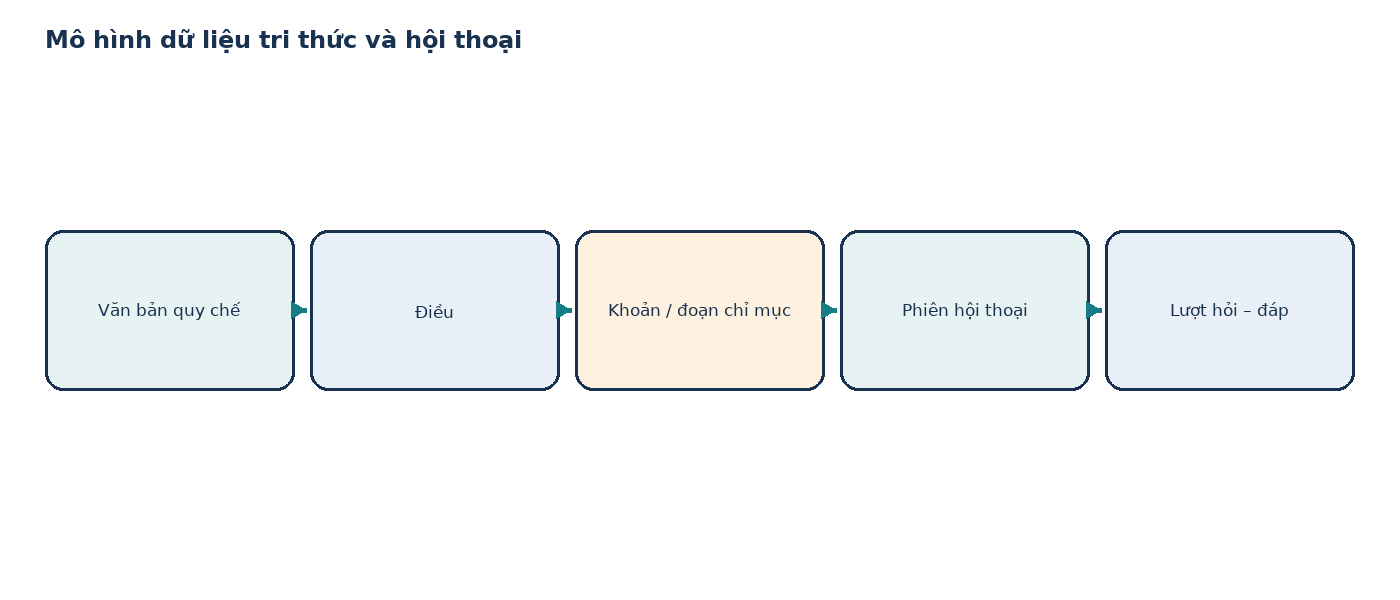 Mô hình dữ liệu tri thức và hội thoại
Văn bản quy chế
Điều
Khoản / đoạn chỉ mục
Phiên hội thoại
Lượt hỏi – đáp